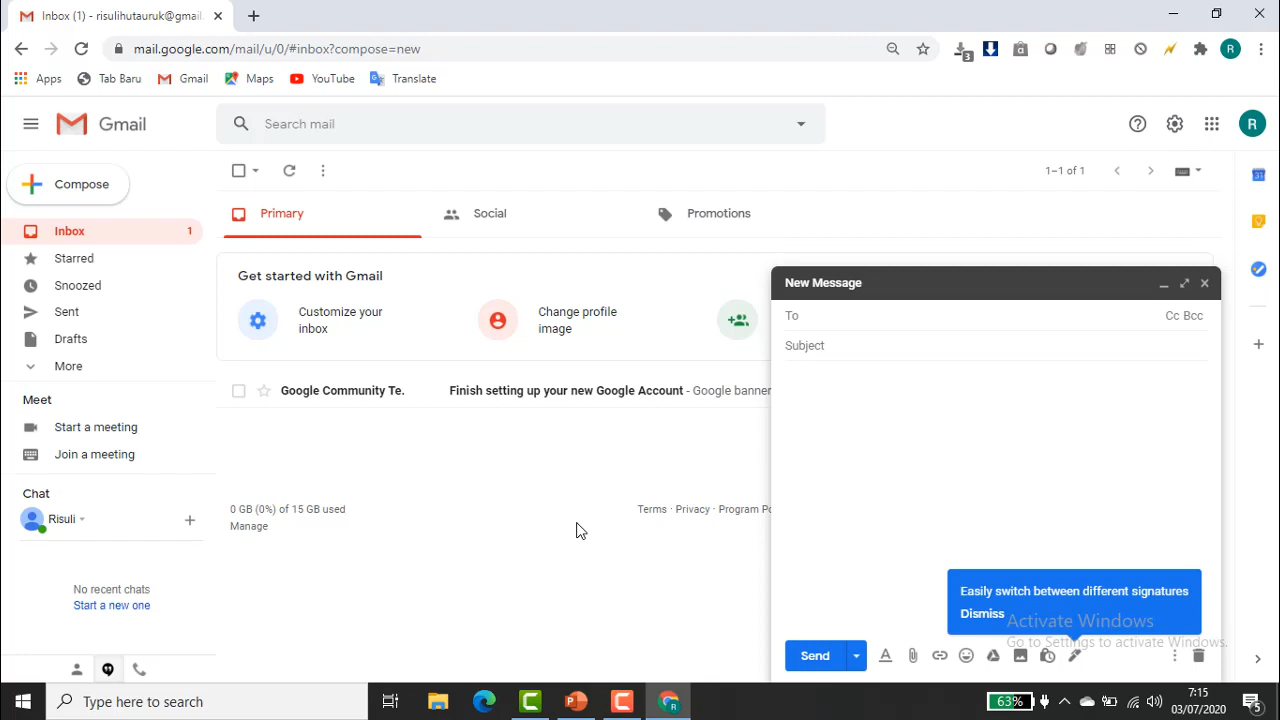 Inbox (1) - risulihutauruk@gmail.
mail.google.com/mail/u/0/#inbox?compose=new
3
R
Apps
Tab Baru
Gmail
Maps
YouTube
Translate
Gmail
Search mail
R
Compose
1–1 of 1
31
Primary
Social
Promotions
Inbox
1
Starred
Snoozed
Sent
Drafts
More
Get started with Gmail
Customize your
inbox
Change profile
image
Google Community Te.
Finish setting up your new Google Account - Google banner
New Message
To
Cc Bcc
Subject
Meet
Start a meeting
Join a meeting
Chat
Risuli
No recent chats
Start a new one
0 GB (0%) of 15 GB used
Manage
Terms · Privacy · Program Po
Easily switch between different signatures
Dismiss
Activate Windows
Go to Settings to activate Windows.
Send
Type here to search
63%
7:15
03/07/2020
5